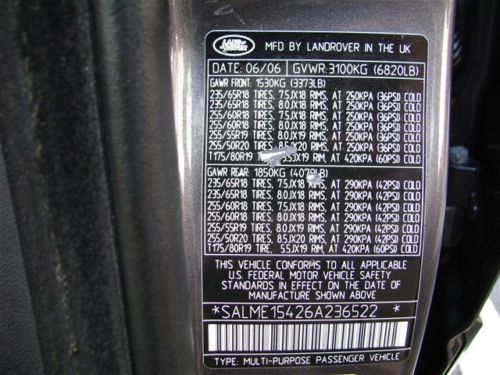 LAND ROVER
MFD BY LANDROVER IN THE UK
DATE: 06/06 GVWR: 3100KG (6820LB)
GAWR FRONT: 1530KG (3373LB)
235/65R18 TIRES, 7.5JX18 RIMS, AT 250KPA (36PSI) COLD
235/65R18 TIRES, 8.0JX18 RIMS, AT 250KPA (36PSI) COLD
255/60R18 TIRES, 7.5JX18 RIMS, AT 250KPA (36PSI) COLD
255/60R18 TIRES, 8.0JX18 RIMS, AT 250KPA (36PSI) COLD
255/55R19 TIRES, 8.0JX19 RIMS, AT 250KPA (36PSI) COLD
255/50R20 TIRES, 8.5JX20 RIMS, AT 250KPA (36PSI) COLD
T175/80R19 5.5JX19 RIM, AT 420KPA (60PSI) COLD
GAWR REAR: 1850KG (4079LB)
235/65R18 TIRES, 7.5JX18 RIMS, AT 290KPA (42PSI) COLD
235/65R18 TIRES, 8.0JX18 RIMS, AT 290KPA (42PSI) COLD
255/60R18 TIRES, 7.5JX18 RIMS, AT 290KPA (42PSI) COLD
255/60R18 TIRES, 8.0JX18 RIMS, AT 290KPA (42PSI) COLD
255/55R19 TIRES, 8.0JX19 RIMS, AT 290KPA (42PSI) COLD
255/50R20 TIRES, 8.5JX20 RIMS, AT 290KPA (42PSI) COLD
T175/80R19 TIRE, 5.5JX19 RIM, AT 420KPA (60PSI) COLD
THIS VEHICLE CONFORMS TO ALL APPLICABLE
U.S. FEDERAL MOTOR VEHICLE SAFETY
STANDARDS IN EFFECT ON THE DATE OF
MANUFACTURE SHOWN ABOVE
*SALME15426A236522*
TYPE: MULTI-PURPOSE PASSENGER VEHICLE